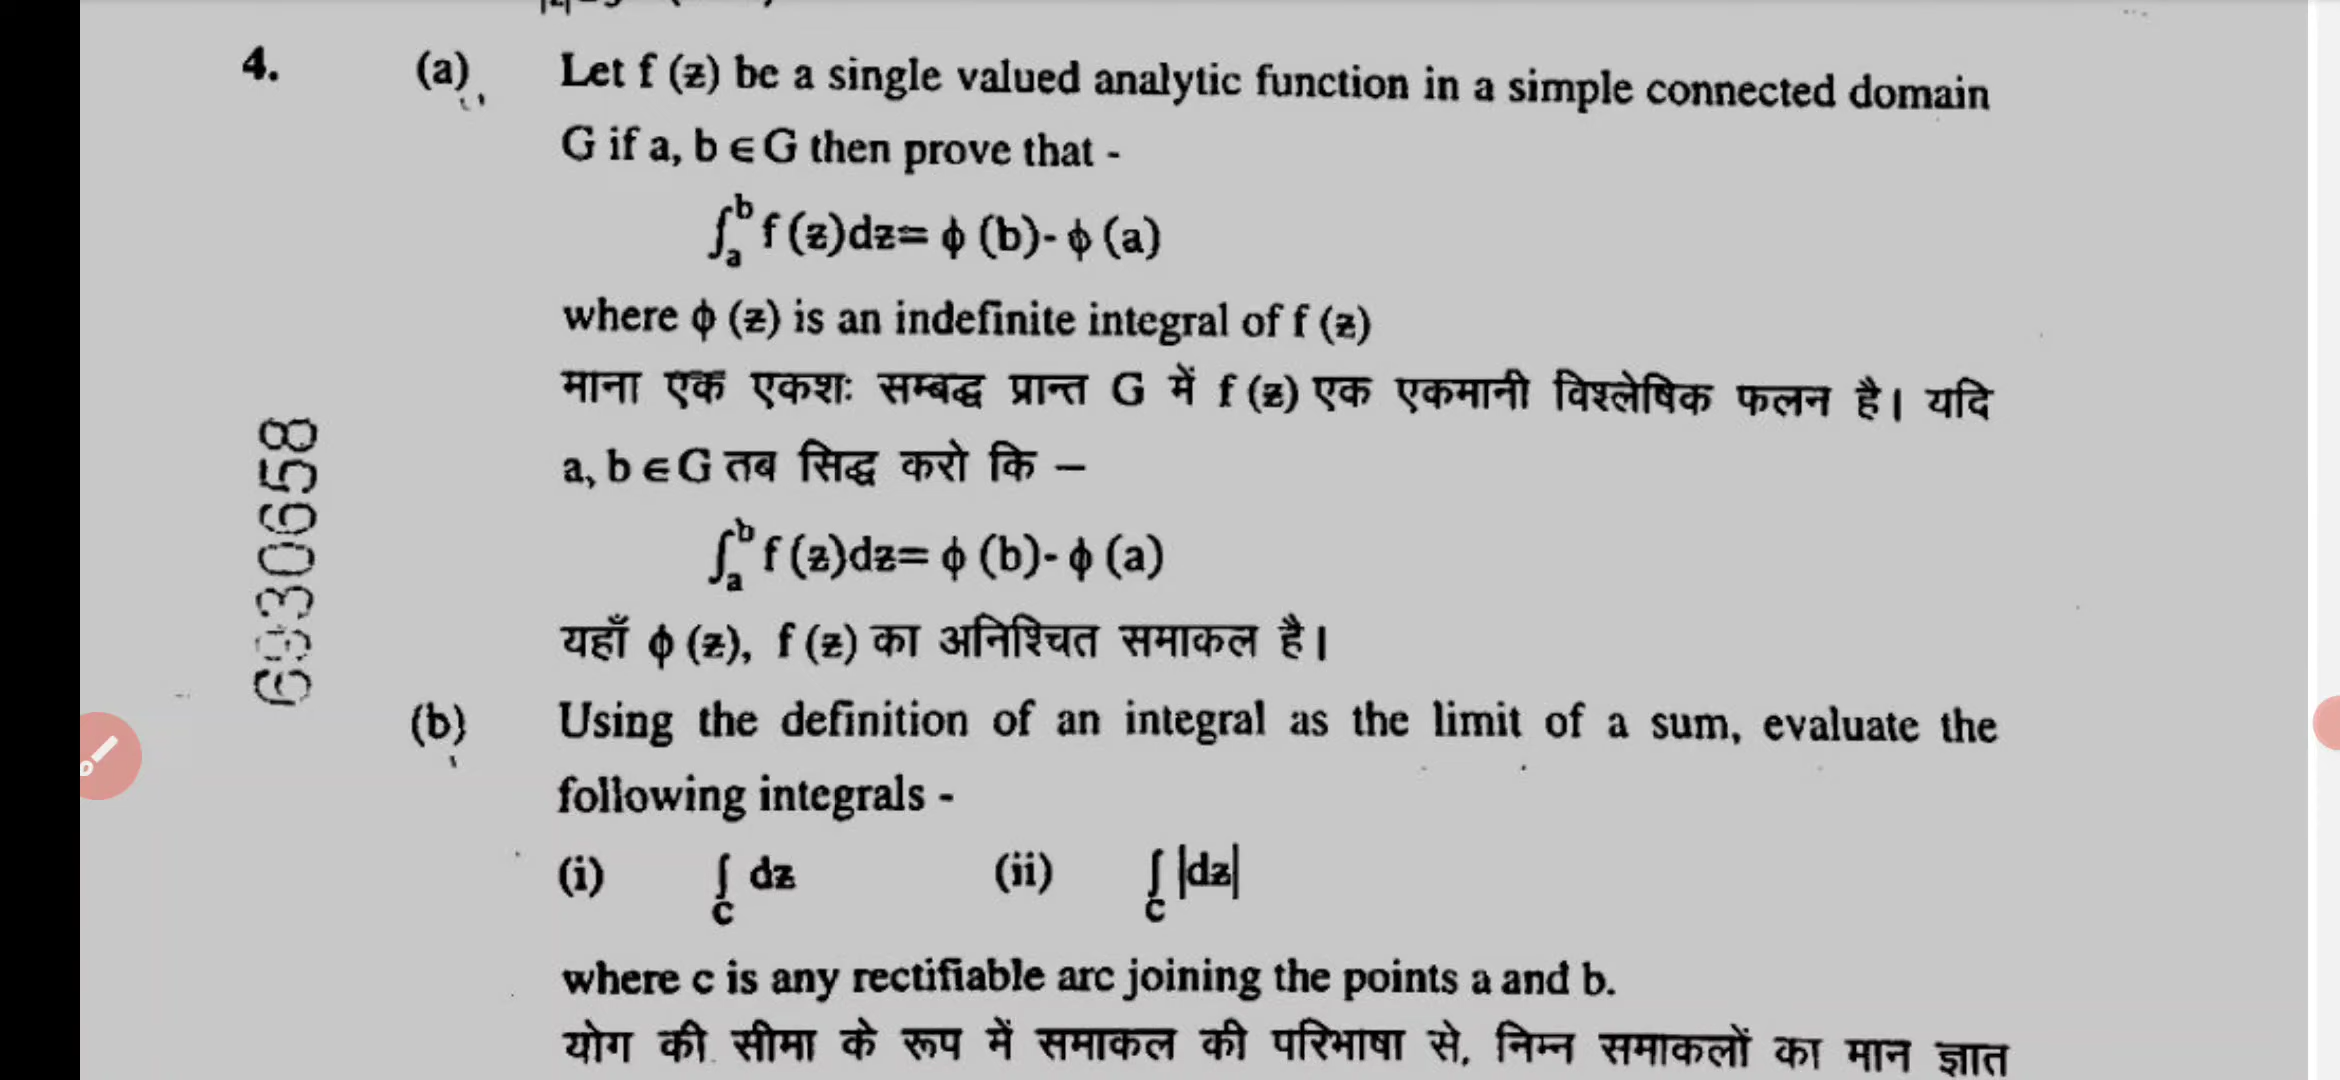 4. (a) Let f (z) be a single valued analytic function in a simple connected domain
G if a, b ∈ G then prove that -
∫ₐᵇ f (z)dz= ϕ (b)- ϕ (a)
where ϕ (z) is an indefinite integral of f (z)
माना एक एकशः सम्बद्ध प्रान्त G में f (z) एक एकमानी विश्लेषिक फलन है। यदि
a, b ∈ G तब सिद्ध करो कि –
∫ₐᵇ f (z)dz= ϕ (b)- ϕ (a)
यहाँ ϕ (z), f (z) का अनिश्चित समाकल है।
69930658
(b) Using the definition of an integral as the limit of a sum, evaluate the
following integrals -
(i) ∫c dz (ii) ∫c |dz|
where c is any rectifiable arc joining the points a and b.
योग की सीमा के रूप में समाकल की परिभाषा से, निम्न समाकलों का मान ज्ञात